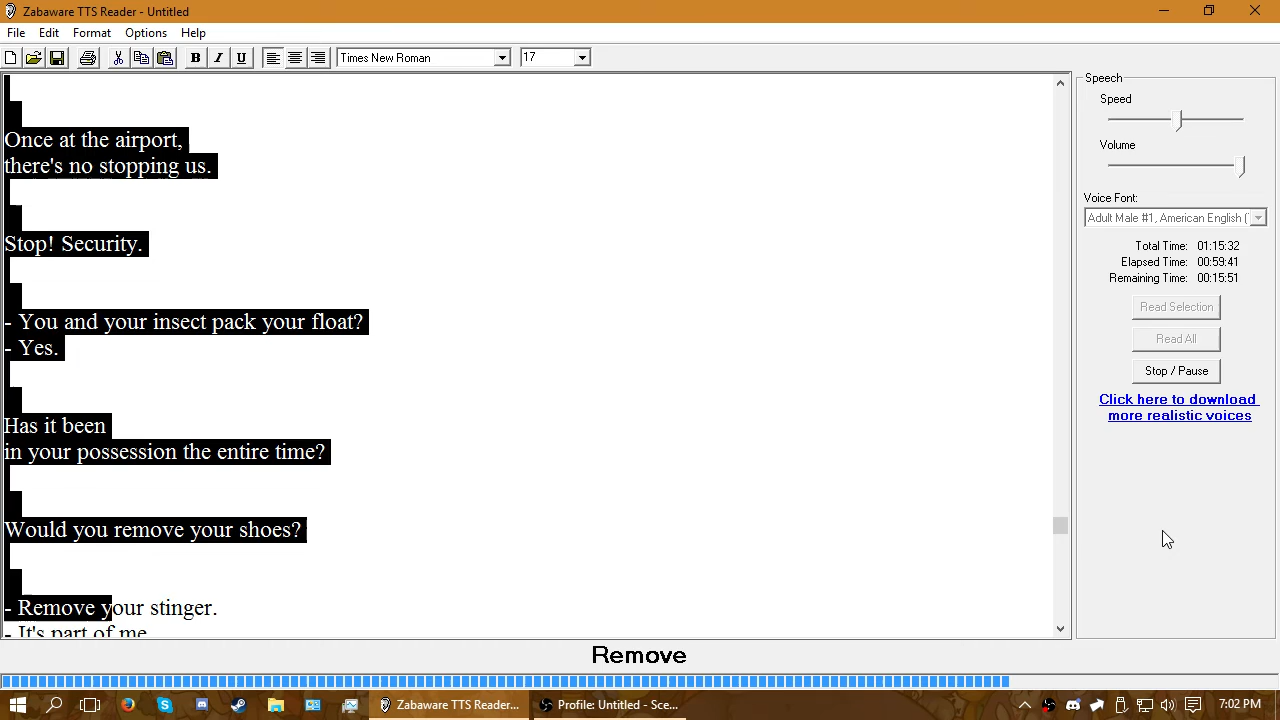 Zabaware TTS Reader - Untitled
File Edit Format Options Help
B I U Times New Roman 17
Once at the airport,
there's no stopping us.
Stop! Security.
- You and your insect pack your float?
- Yes.
Has it been
in your possession the entire time?
Would you remove your shoes?
- Remove your stinger.
- It's part of me.
Speech
Speed
Volume
Voice Font:
Adult Male #1, American English (
Total Time: 01:15:32
Elapsed Time: 00:59:41
Remaining Time: 00:15:51
Read Selection
Read All
Stop / Pause
Click here to download
more realistic voices
Remove
Zabaware TTS Reader... Profile: Untitled - Sce... 7:02 PM